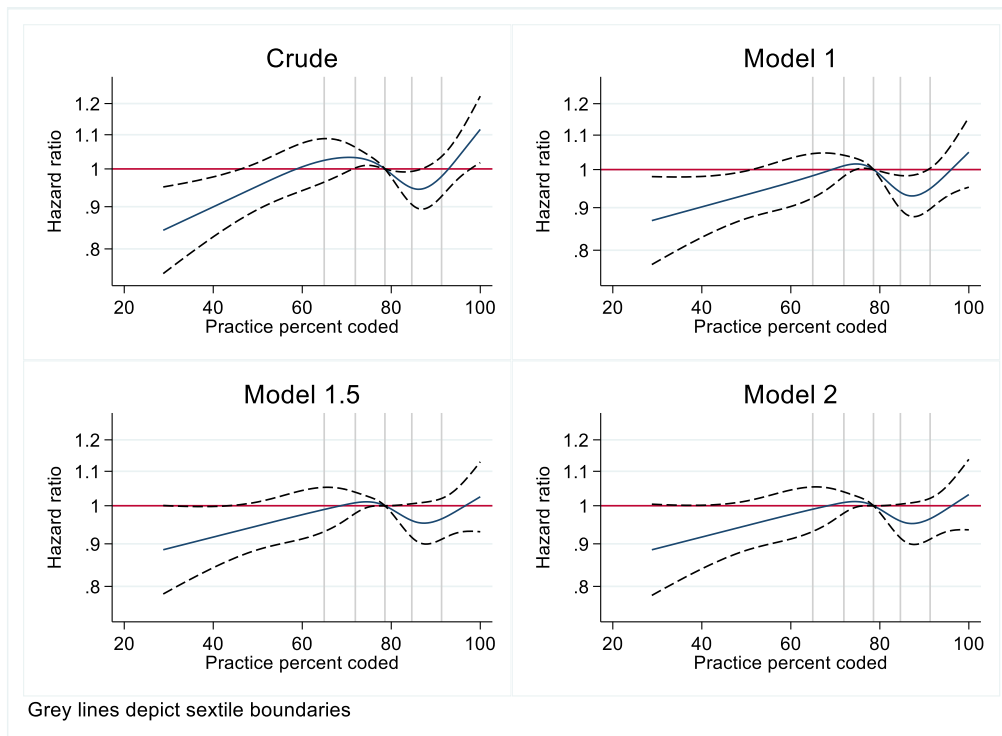 Crude
Hazard ratio
1.2
1.1
1
.9
.8
20 40 60 80 100
Practice percent coded
Model 1
Hazard ratio
1.2
1.1
1
.9
.8
20 40 60 80 100
Practice percent coded
Model 1.5
Hazard ratio
1.2
1.1
1
.9
.8
20 40 60 80 100
Practice percent coded
Model 2
Hazard ratio
1.2
1.1
1
.9
.8
20 40 60 80 100
Practice percent coded
Grey lines depict sextile boundaries